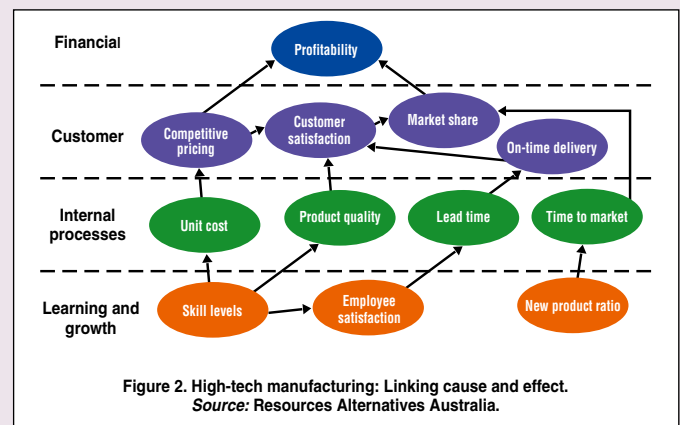 Financial
Profitability
Customer
Competitive
pricing
Customer
satisfaction
Market share
On-time delivery
Internal
processes
Unit cost
Product quality
Lead time
Time to market
Learning and
growth
Skill levels
Employee
satisfaction
New product ratio
Figure 2. High-tech manufacturing: Linking cause and effect.
Source: Resources Alternatives Australia.